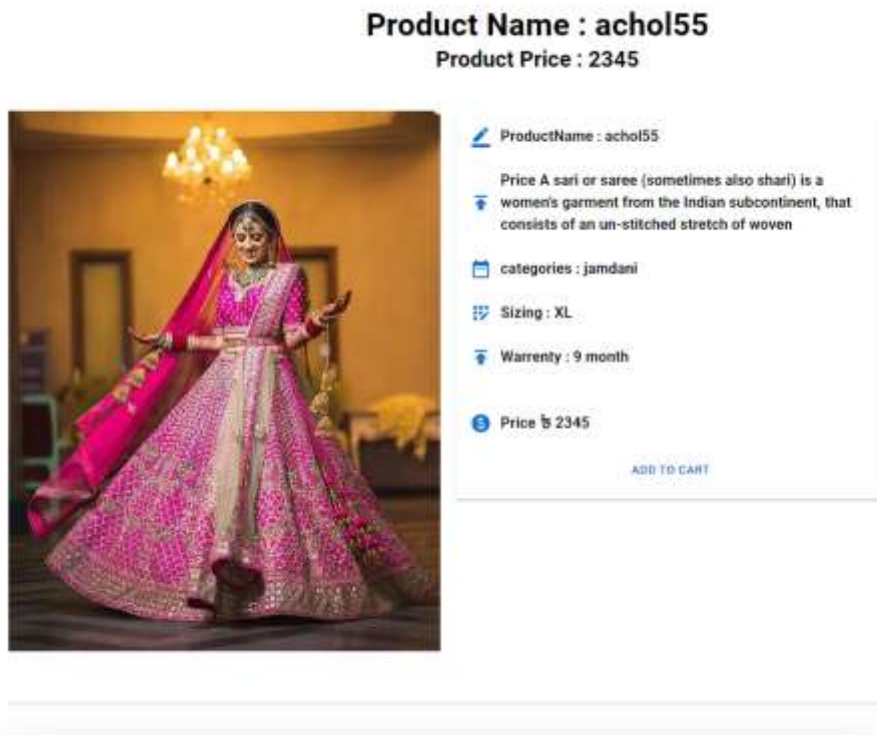 Product Name : achol55
Product Price : 2345
ProductName : achol55
Price A sari or saree (sometimes also shari) is a
women's garment from the Indian subcontinent, that
consists of an un-stitched stretch of woven
categories : jamdani
Sizing : XL
Warrenty : 9 month
Price ৳ 2345
ADD TO CART